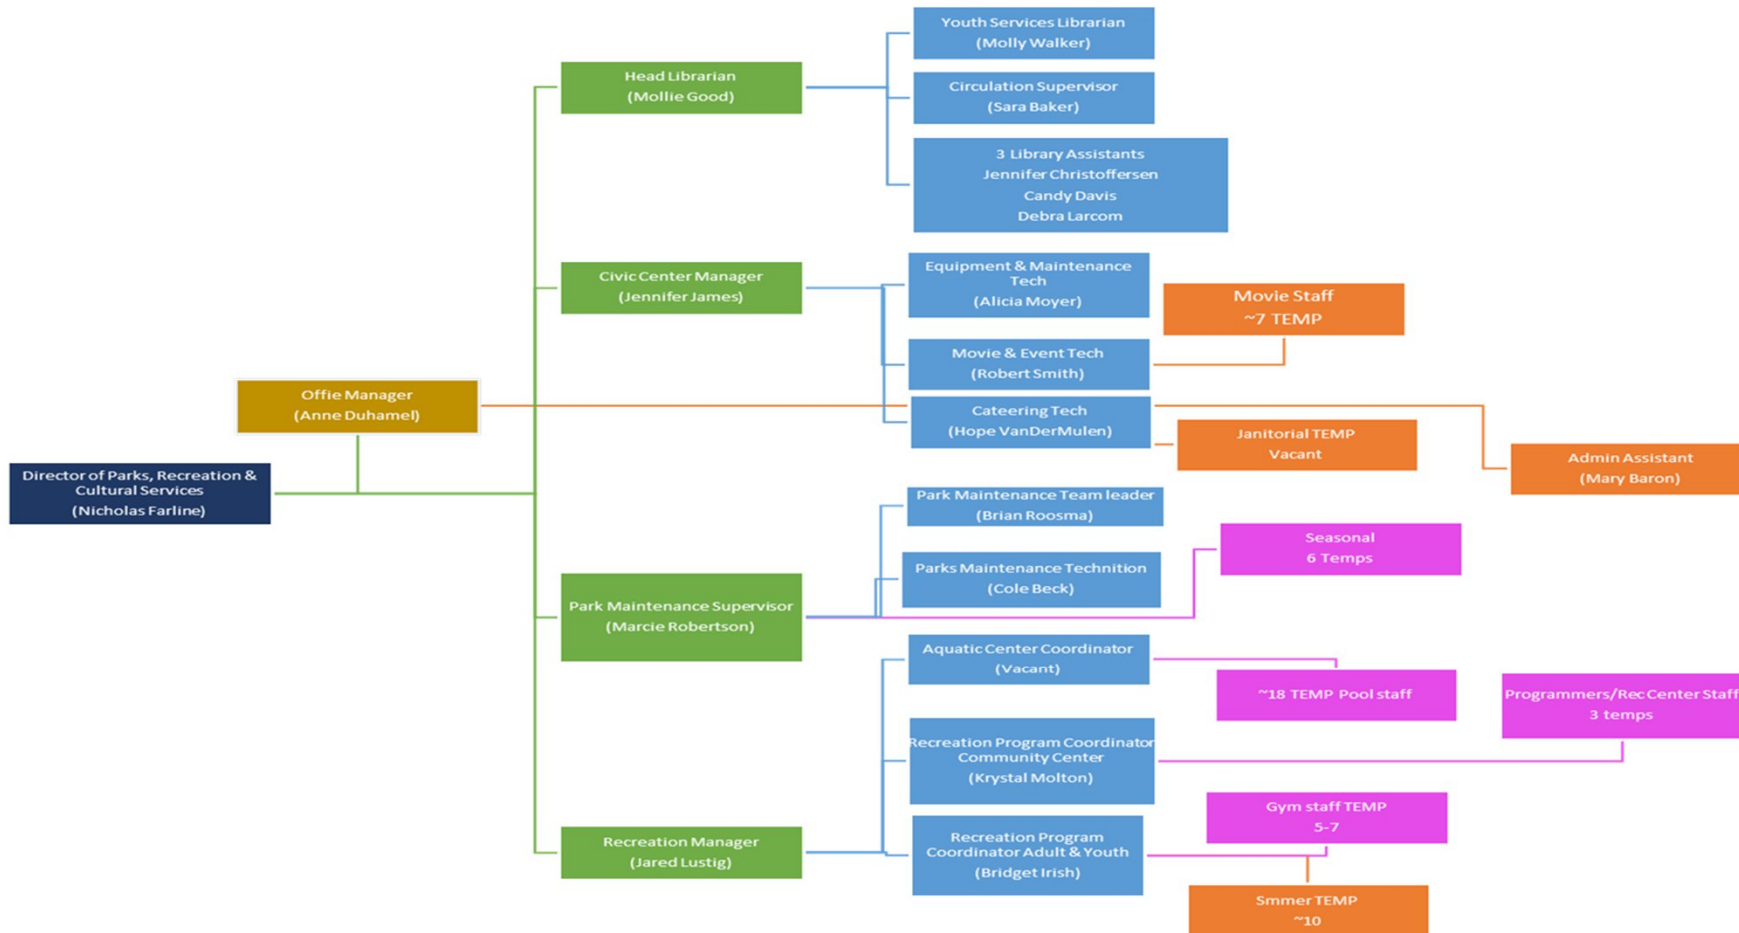 Youth Services Librarian
(Molly Walker)
Head Librarian
(Mollie Good)
Circulation Supervisor
(Sara Baker)
3 Library Assistants
Jennifer Christoffersen
Candy Davis
Debra Larcom
Civic Center Manager
(Jennifer James)
Equipment & Maintenance
Tech
(Alicia Moyer)
Movie Staff
~7 TEMP
Movie & Event Tech
(Robert Smith)
Offie Manager
(Anne Duhamel)
Cateering Tech
(Hope VanDerMulen)
Janitorial TEMP
Vacant
Admin Assistant
(Mary Baron)
Director of Parks, Recreation &
Cultural Services
(Nicholas Farline)
Park Maintenance Team leader
(Brian Roosma)
Seasonal
6 Temps
Parks Maintenance Technition
(Cole Beck)
Park Maintenance Supervisor
(Marcie Robertson)
Aquatic Center Coordinator
(Vacant)
~18 TEMP Pool staff
Programmers/Rec Center Staff
3 temps
Recreation Program Coordinator
Community Center
(Krystal Molton)
Gym staff TEMP
5-7
Recreation Manager
(Jared Lustig)
Recreation Program
Coordinator Adult & Youth
(Bridget Irish)
Smmer TEMP
~10